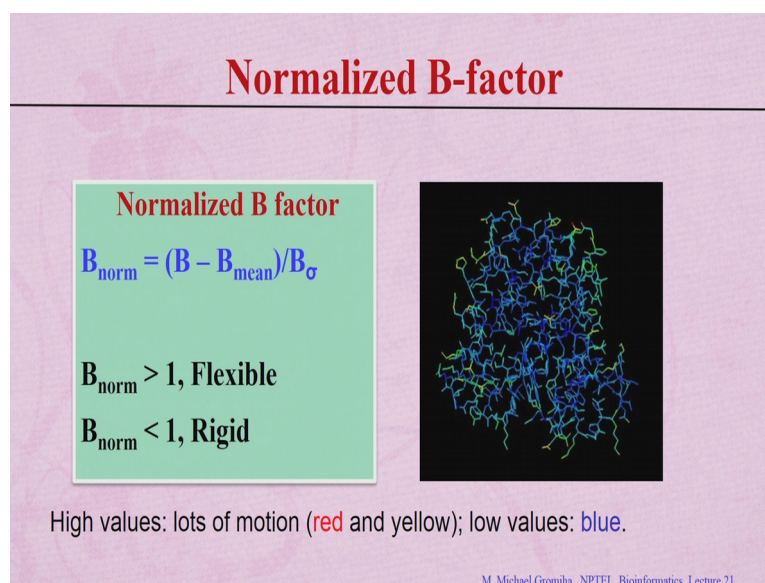 Normalized B-factor
Normalized B factor
Bnorm = (B – Bmean)/Bσ
Bnorm > 1, Flexible
Bnorm < 1, Rigid
High values: lots of motion (red and yellow); low values: blue.
M. Michael Gromiha, NPTEL, Bioinformatics, Lecture 21